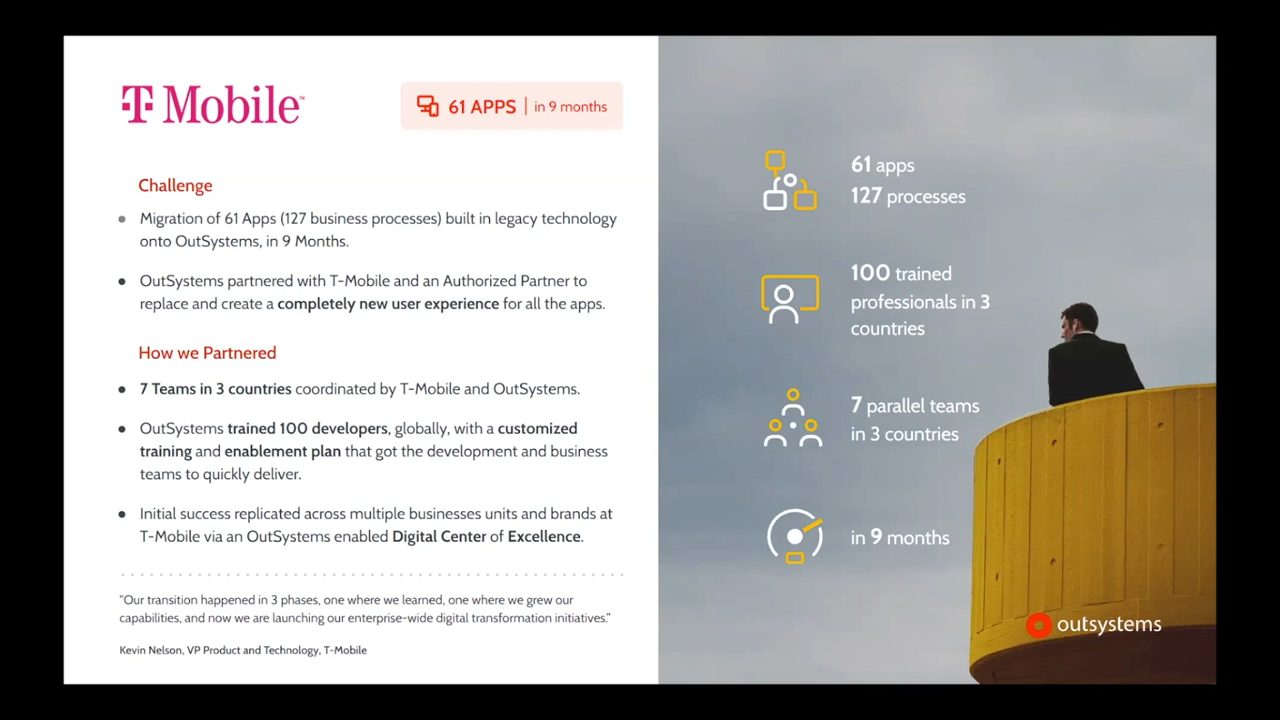 T Mobile™
61 APPS | in 9 months
Challenge
• Migration of 61 Apps (127 business processes) built in legacy technology
onto OutSystems, in 9 Months.
• OutSystems partnered with T-Mobile and an Authorized Partner to
replace and create a completely new user experience for all the apps.
How we Partnered
• 7 Teams in 3 countries coordinated by T-Mobile and OutSystems.
• OutSystems trained 100 developers, globally, with a customized
training and enablement plan that got the development and business
teams to quickly deliver.
• Initial success replicated across multiple businesses units and brands at
T-Mobile via an OutSystems enabled Digital Center of Excellence.
"Our transition happened in 3 phases, one where we learned, one where we grew our
capabilities, and now we are launching our enterprise-wide digital transformation initiatives."
Kevin Nelson, VP Product and Technology, T-Mobile
61 apps
127 processes
100 trained
professionals in 3
countries
7 parallel teams
in 3 countries
in 9 months
outsystems